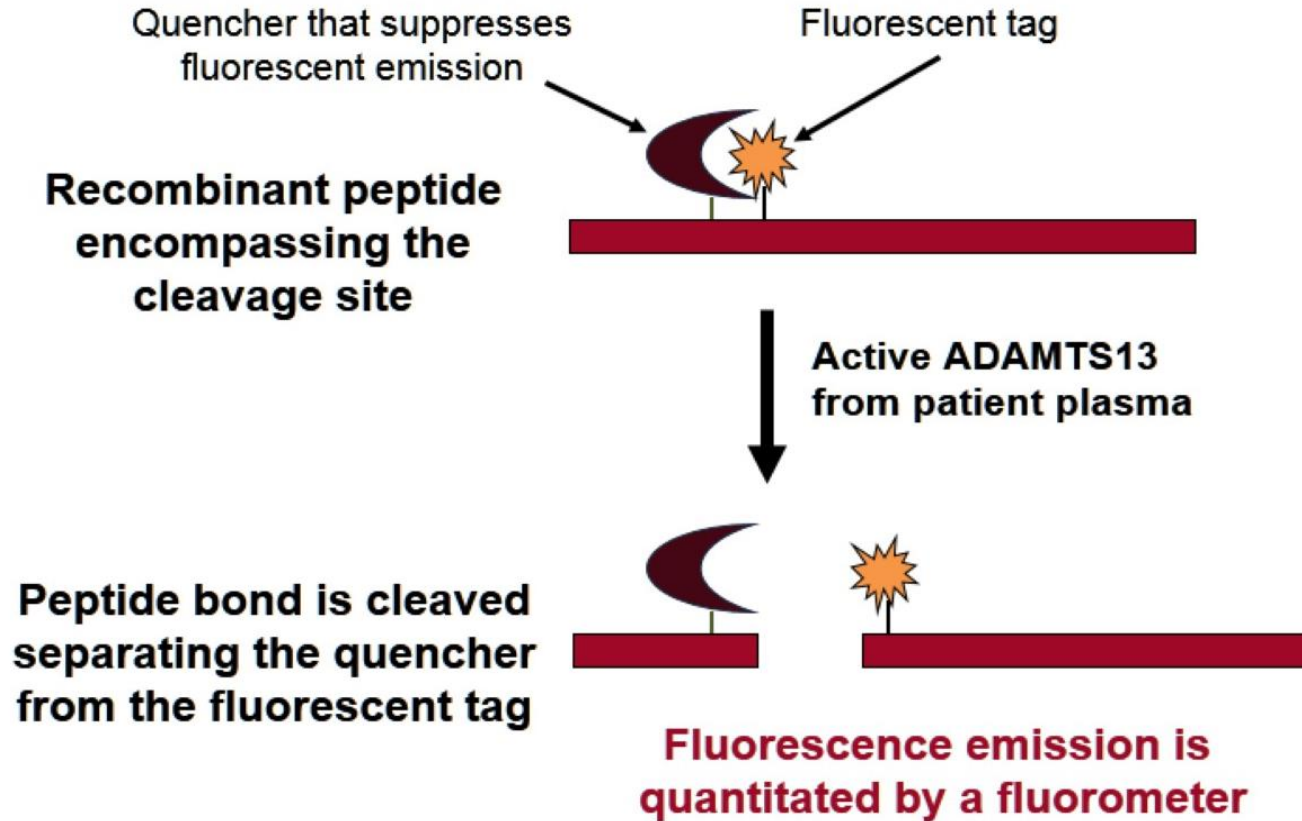 Quencher that suppresses
fluorescent emission
Fluorescent tag
Recombinant peptide
encompassing the
cleavage site
Active ADAMTS13
from patient plasma
Peptide bond is cleaved
separating the quencher
from the fluorescent tag
Fluorescence emission is
quantitated by a fluorometer